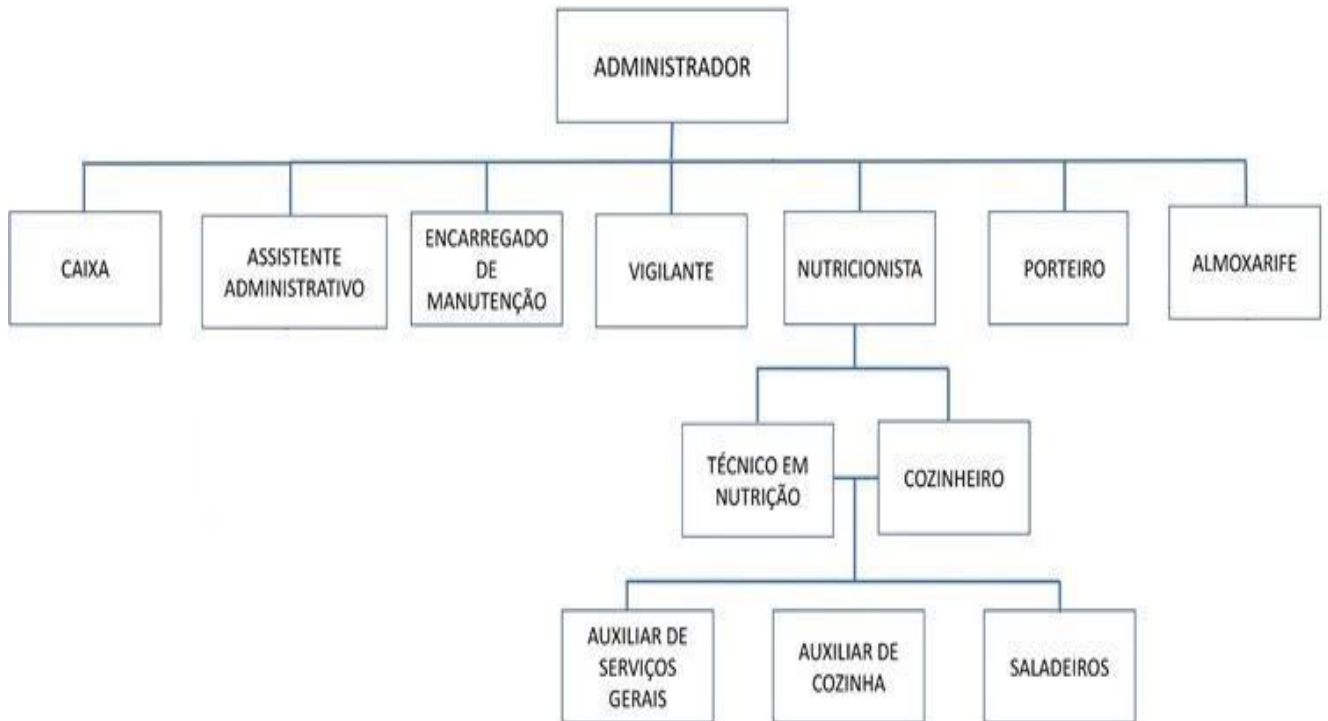 ADMINISTRADOR
CAIXA
ASSISTENTE
ADMINISTRATIVO
ENCARREGADO
DE
MANUTENÇÃO
VIGILANTE
NUTRICIONISTA
PORTEIRO
ALMOXARIFE
TÉCNICO EM
NUTRIÇÃO
COZINHEIRO
AUXILIAR DE
SERVIÇOS
GERAIS
AUXILIAR DE
COZINHA
SALADEIROS